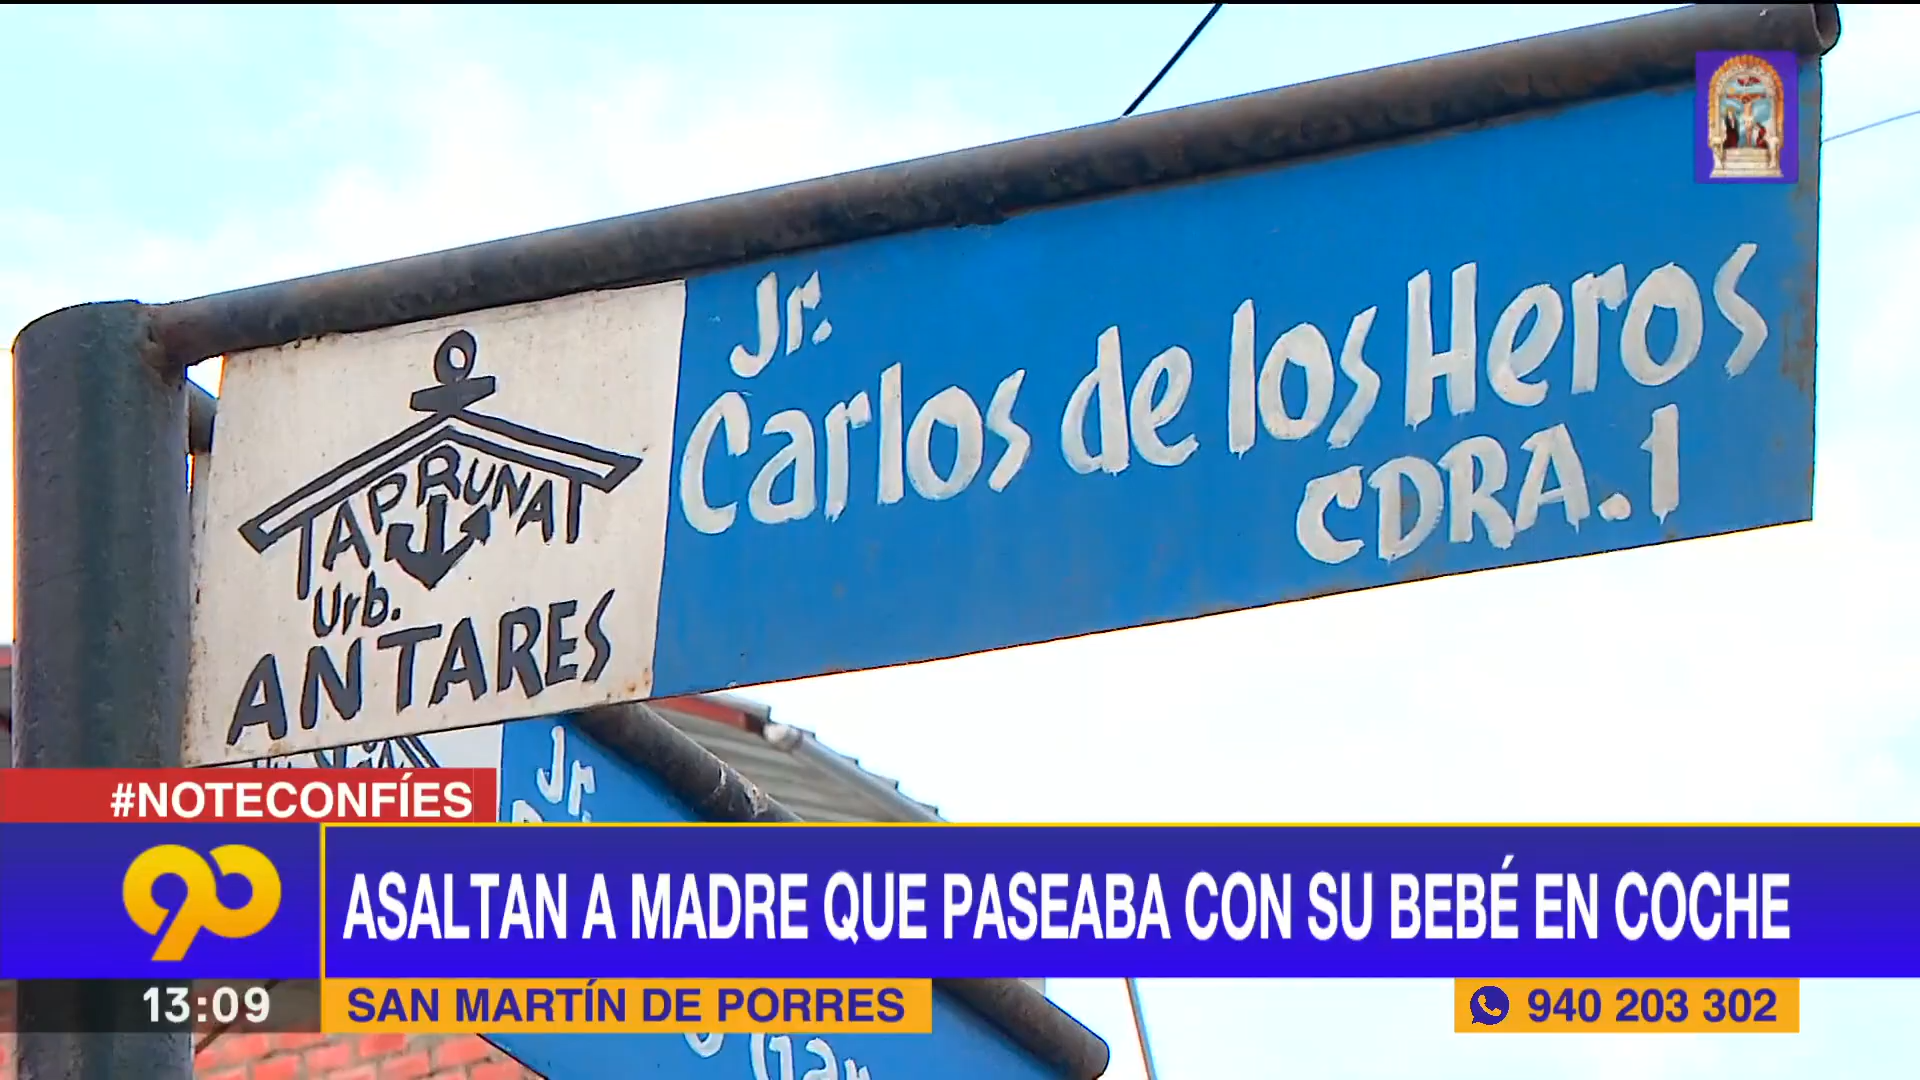 Jr.
Carlos de los Heros
CDRA.1
TAPRUNAT
Urb.
ANTARES
Jr.
#NOTECONFÍES
90
ASALTAN A MADRE QUE PASEABA CON SU BEBÉ EN COCHE
13:09
SAN MARTÍN DE PORRES
940 203 302